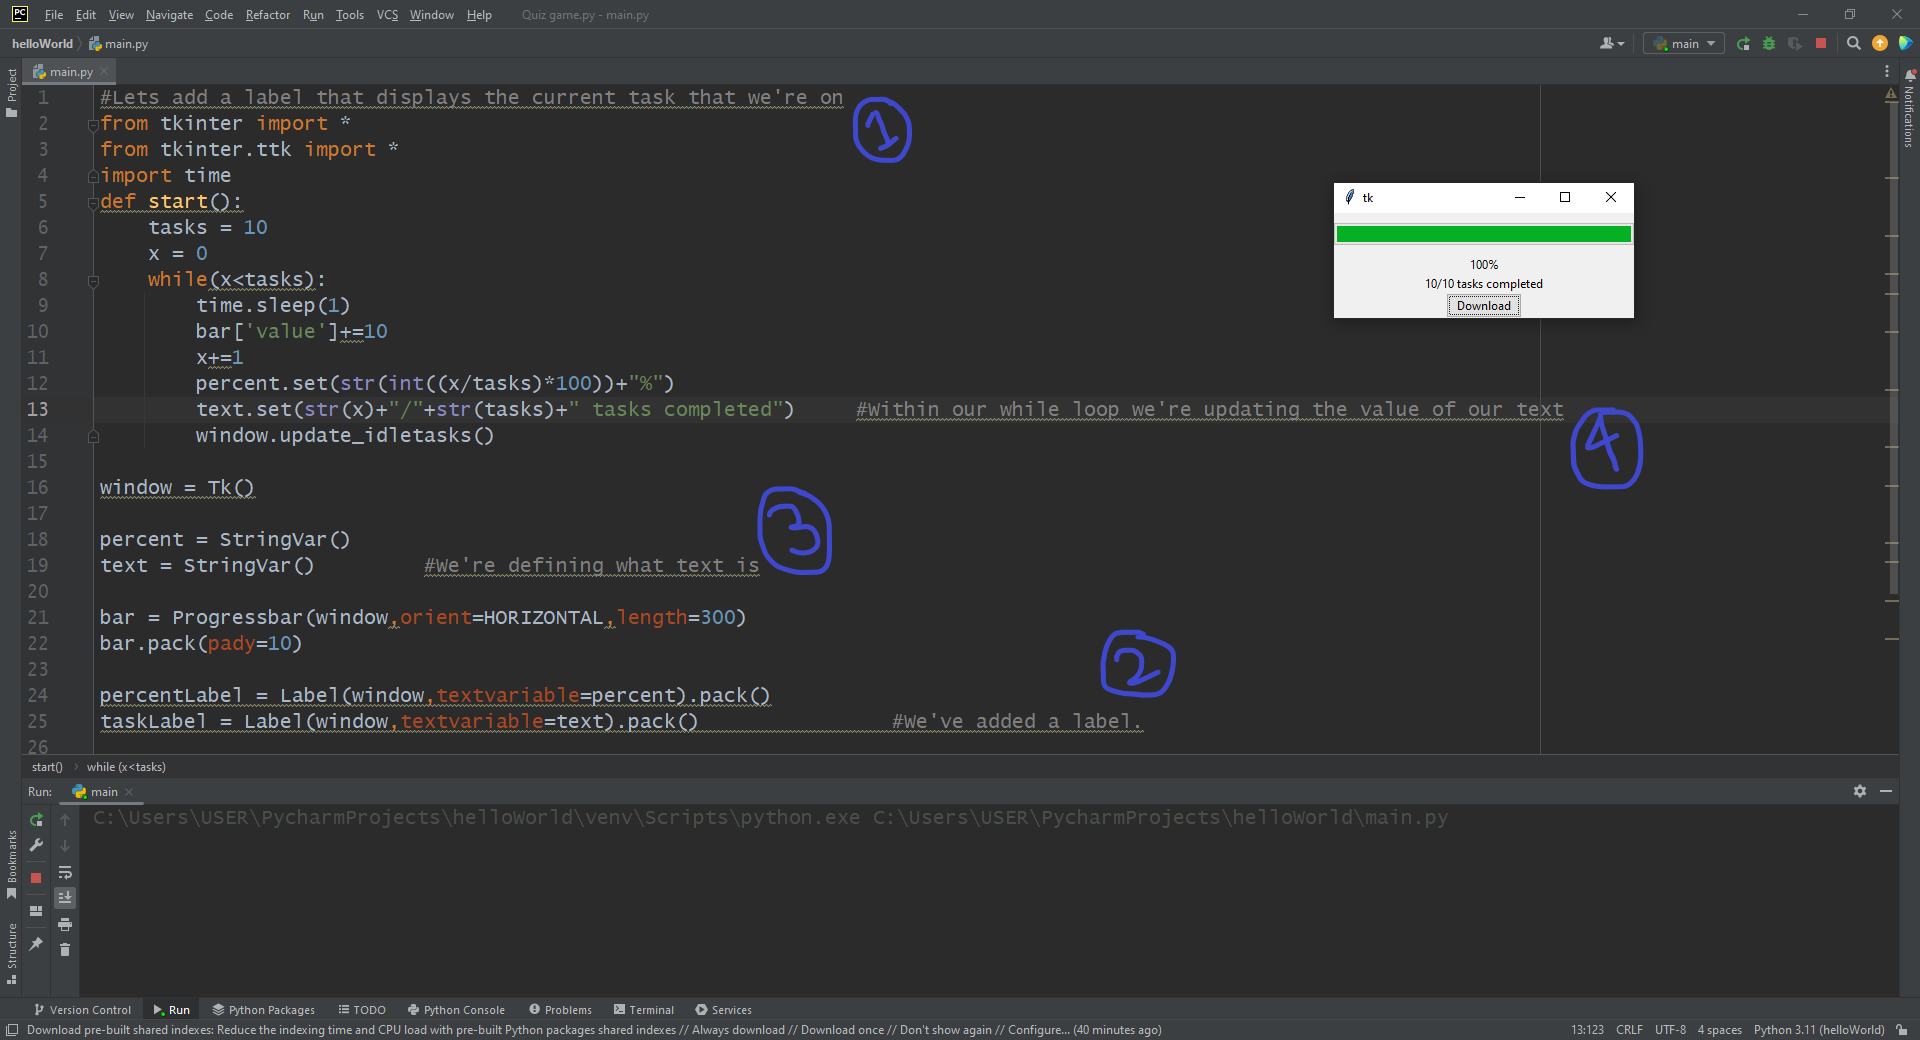 File Edit View Navigate Code Refactor Run Tools VCS Window Help Quiz game.py - main.py
helloWorld main.py main
main.py
Project
Notifications
1 #Lets add a label that displays the current task that we're on
1
2 from tkinter import *
3 from tkinter.ttk import *
4 import time
5 def start():
6 tasks = 10
7 x = 0
8 while(x<tasks):
9 time.sleep(1)
10 bar['value']+=10
11 x+=1
12 percent.set(str(int((x/tasks)*100))+"%")
13 text.set(str(x)+"/"+str(tasks)+" tasks completed") #Within our while loop we're updating the value of our text
4
14 window.update_idletasks()
15
16 window = Tk()
17
3
18 percent = StringVar()
19 text = StringVar() #We're defining what text is
20
21 bar = Progressbar(window,orient=HORIZONTAL,length=300)
22 bar.pack(pady=10)
2
23
24 percentLabel = Label(window,textvariable=percent).pack()
25 taskLabel = Label(window,textvariable=text).pack() #We've added a label.
26
tk
100%
10/10 tasks completed
Download
start() while (x<tasks)
Run: main
C:\Users\USER\PycharmProjects\helloWorld\venv\Scripts\python.exe C:\Users\USER\PycharmProjects\helloWorld\main.py
Bookmarks
Structure
Version Control Run Python Packages TODO Python Console Problems Terminal Services
Download pre-built shared indexes: Reduce the indexing time and CPU load with pre-built Python packages shared indexes // Always download // Download once // Don't show again // Configure... (40 minutes ago) 13:123 CRLF UTF-8 4 spaces Python 3.11 (helloWorld)